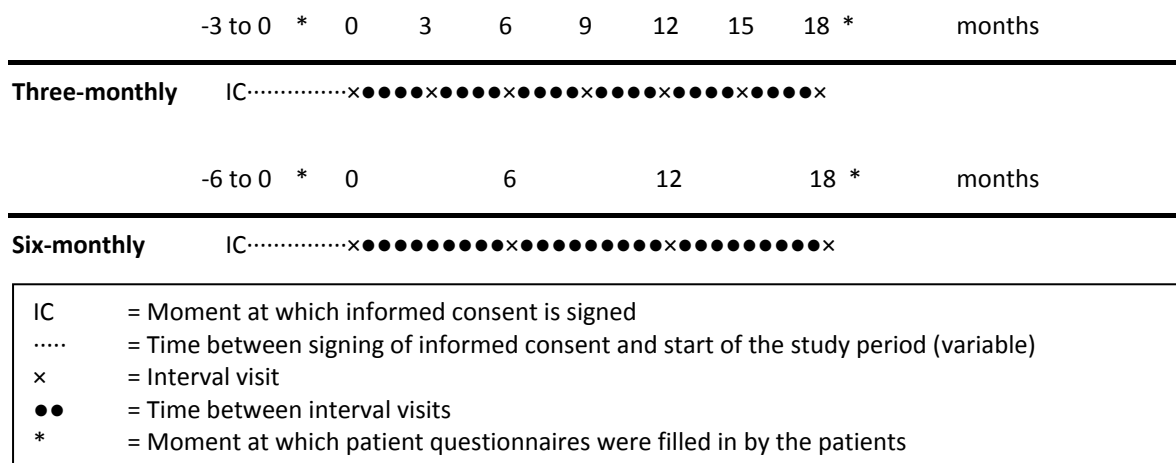 -3 to 0 * 0 3 6 9 12 15 18 * months
Three-monthly IC···············×●●●●×●●●●×●●●●×●●●●×●●●●×●●●●×
-6 to 0 * 0 6 12 18 * months
Six-monthly IC···············×●●●●●●●●●×●●●●●●●●●×●●●●●●●●●×
IC = Moment at which informed consent is signed
····· = Time between signing of informed consent and start of the study period (variable)
× = Interval visit
●● = Time between interval visits
* = Moment at which patient questionnaires were filled in by the patients